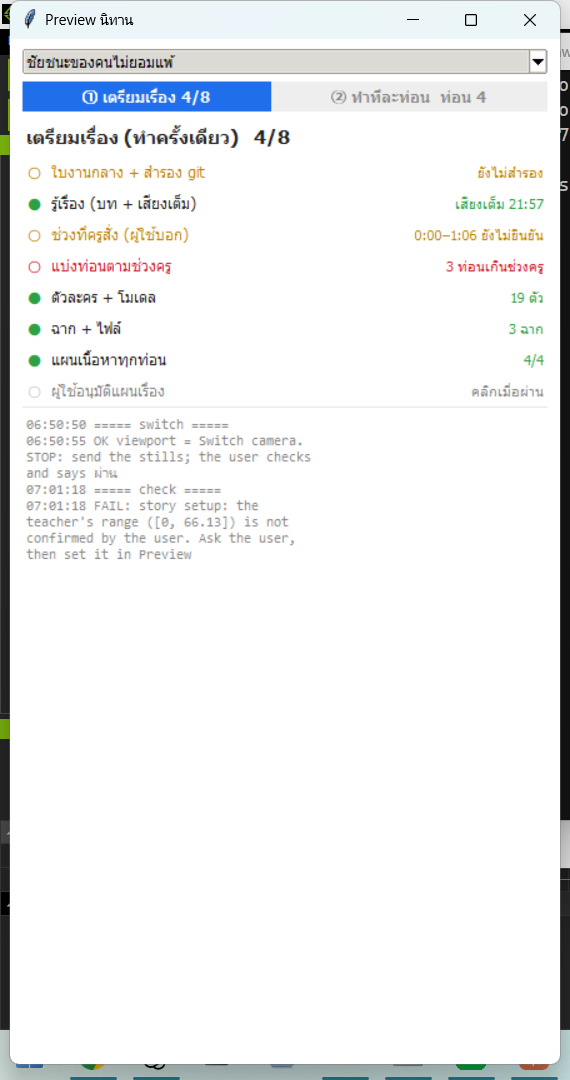 Preview นิทาน
ชัยชนะของคนไม่ยอมแพ้
① เตรียมเรื่อง 4/8
② ทำทีละท่อน ท่อน 4
เตรียมเรื่อง (ทำครั้งเดียว) 4/8
ใบงานกลาง + สำรอง git ยังไม่สำรอง
รู้เรื่อง (บท + เสียงเต็ม) เสียงเต็ม 21:57
ช่วงที่ครูสั่ง (ผู้ใช้บอก) 0:00–1:06 ยังไม่ยืนยัน
แบ่งท่อนตามช่วงครู 3 ท่อนเกินช่วงครู
ตัวละคร + โมเดล 19 ตัว
ฉาก + ไฟล์ 3 ฉาก
แผนเนื้อหาทุกท่อน 4/4
ผู้ใช้อนุมัติแผนเรื่อง คลิกเมื่อผ่าน
06:50:50 ===== switch =====
06:50:55 OK viewport = Switch camera.
STOP: send the stills; the user checks
and says ผ่าน
07:01:18 ===== check =====
07:01:18 FAIL: story setup: the
teacher's range ([0, 66.13]) is not
confirmed by the user. Ask the user,
then set it in Preview